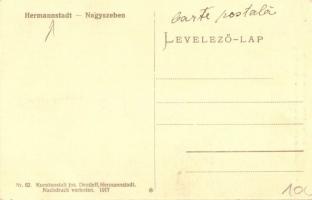 Hermannstadt — Nagyszeben
Carte postală
LEVELEZŐ-LAP
Nr. 62. Kunstanstalt Jos. Drotleff, Hermannstadt.
Nachdruck verboten. 1917
100